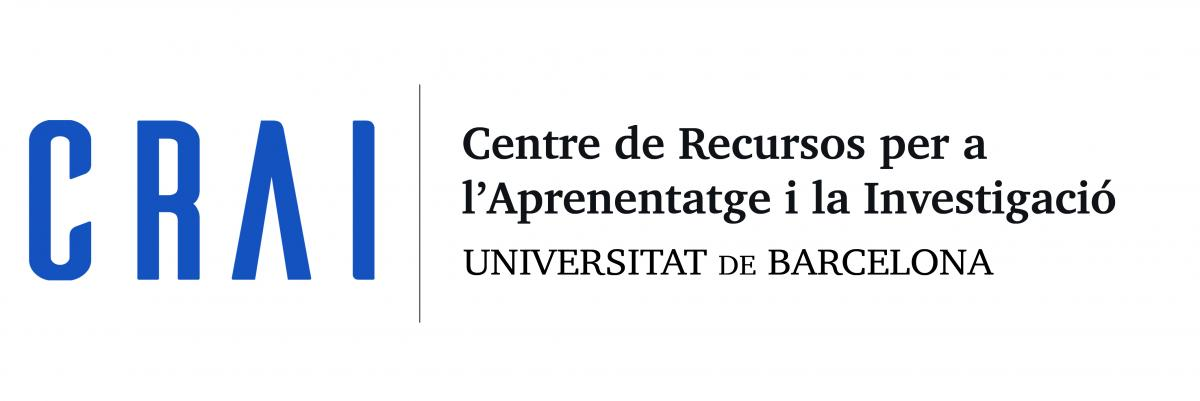 CRAI
Centre de Recursos per a
l’Aprenentatge i la Investigació
UNIVERSITAT DE BARCELONA